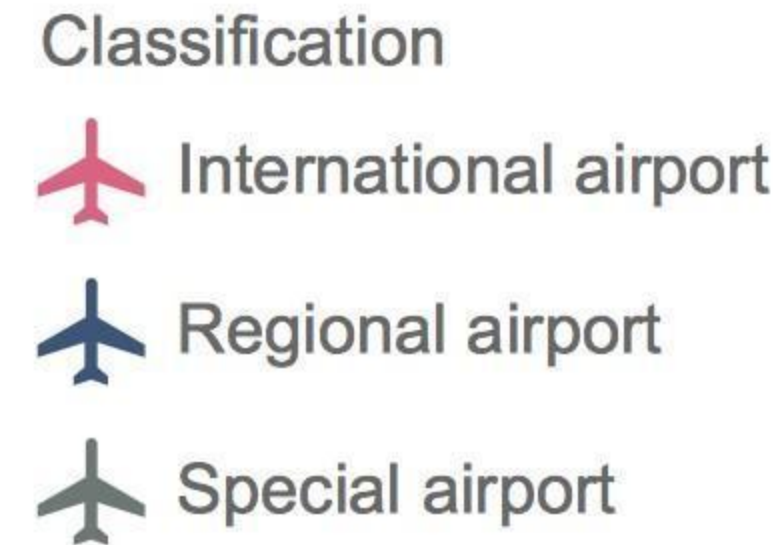 Classification
International airport
Regional airport
Special airport